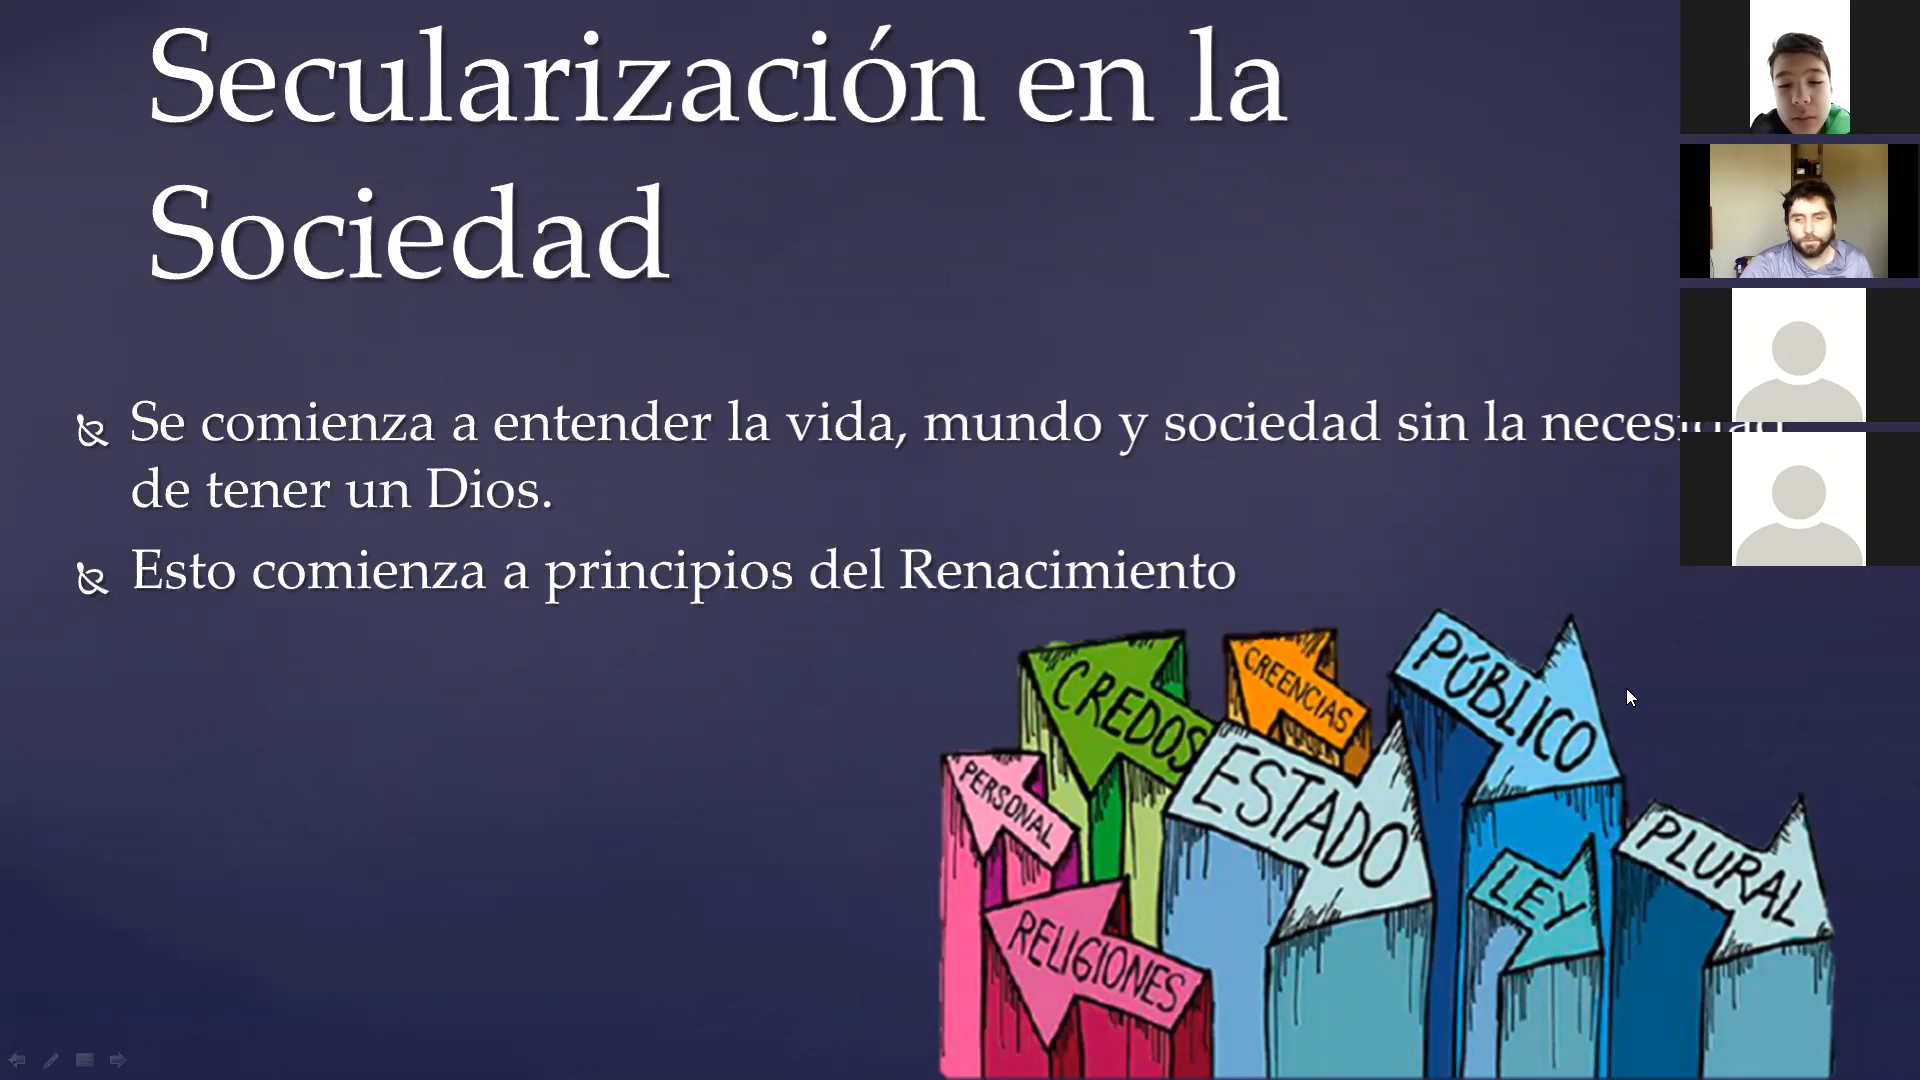 Secularización en la
Sociedad
Se comienza a entender la vida, mundo y sociedad sin la necesidad
de tener un Dios.
Esto comienza a principios del Renacimiento
CREDOS
CREENCIAS
PÚBLICO
PERSONAL
ESTADO
PLURAL
LEY
RELIGIONES